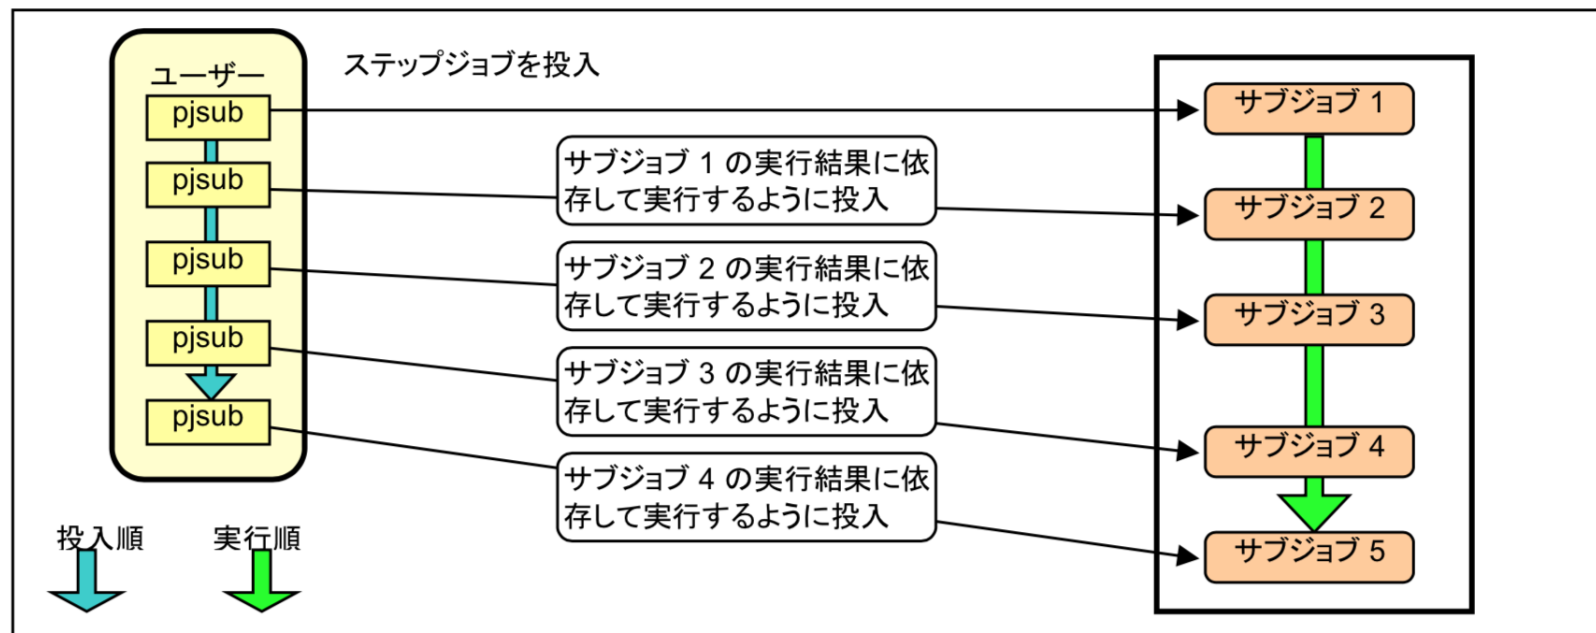 ステップジョブを投入
ユーザー
pjsub
pjsub
pjsub
pjsub
pjsub
サブジョブ 1 の実行結果に依
存して実行するように投入
サブジョブ 2 の実行結果に依
存して実行するように投入
サブジョブ 3 の実行結果に依
存して実行するように投入
サブジョブ 4 の実行結果に依
存して実行するように投入
サブジョブ 1
サブジョブ 2
サブジョブ 3
サブジョブ 4
サブジョブ 5
投入順
実行順